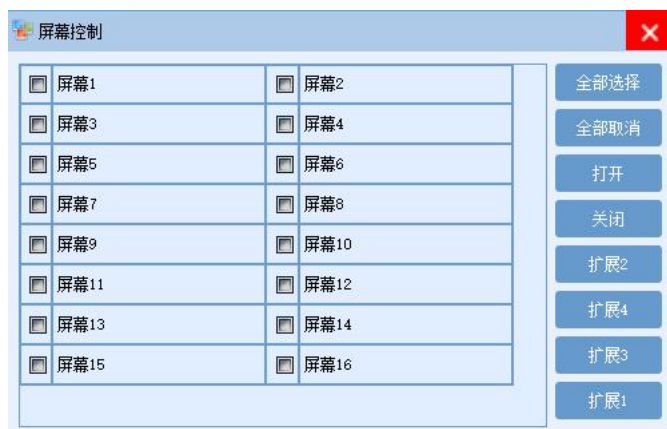 屏幕控制
屏幕1 屏幕2
屏幕3 屏幕4
屏幕5 屏幕6
屏幕7 屏幕8
屏幕9 屏幕10
屏幕11 屏幕12
屏幕13 屏幕14
屏幕15 屏幕16
全部选择
全部取消
打开
关闭
扩展2
扩展4
扩展3
扩展1